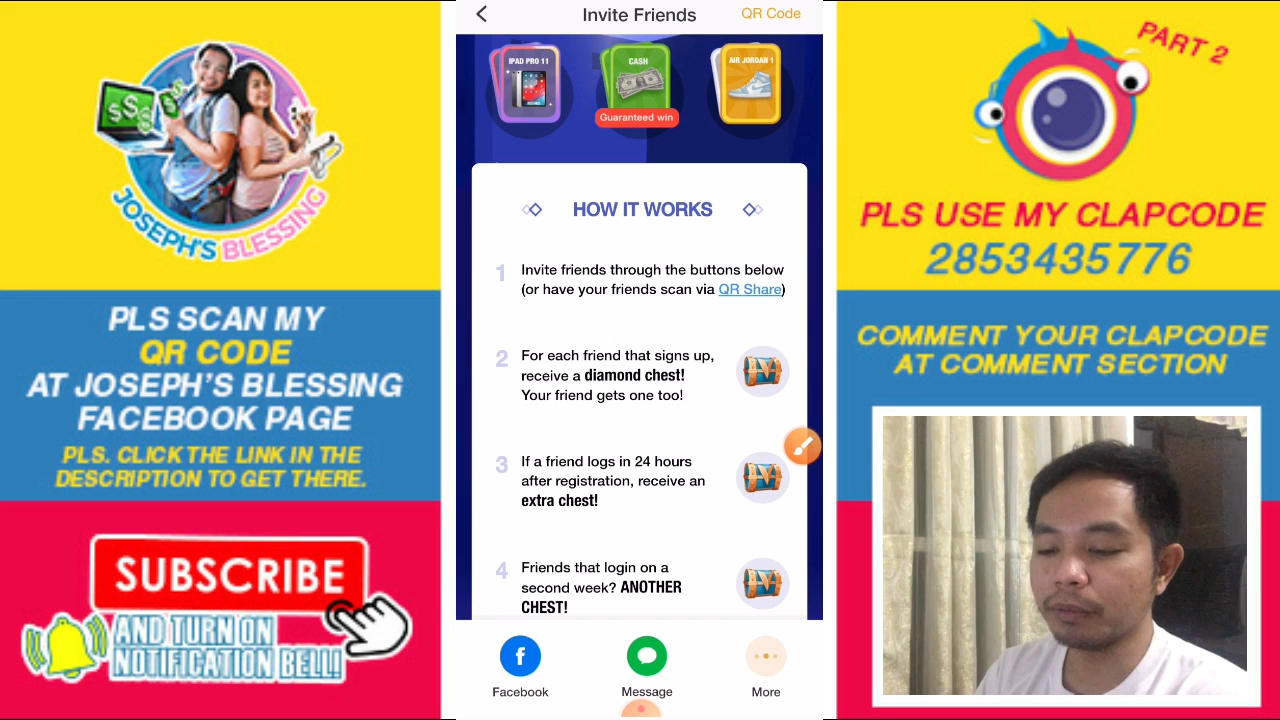 JOSEPH'S BLESSING
PLS SCAN MY
QR CODE
AT JOSEPH'S BLESSING
FACEBOOK PAGE
PLS. CLICK THE LINK IN THE
DESCRIPTION TO GET THERE.
SUBSCRIBE
AND TURN ON
NOTIFICATION BELL!
Invite Friends
QR Code
IPAD PRO 11
CASH
AIR JORDAN 1
Guaranteed win
HOW IT WORKS
1 Invite friends through the buttons below
(or have your friends scan via QR Share)
2 For each friend that signs up,
receive a diamond chest!
Your friend gets one too!
3 If a friend logs in 24 hours
after registration, receive an
extra chest!
4 Friends that login on a
second week? ANOTHER
CHEST!
Facebook
Message
More
PART 2
PLS USE MY CLAPCODE
2853435776
COMMENT YOUR CLAPCODE
AT COMMENT SECTION